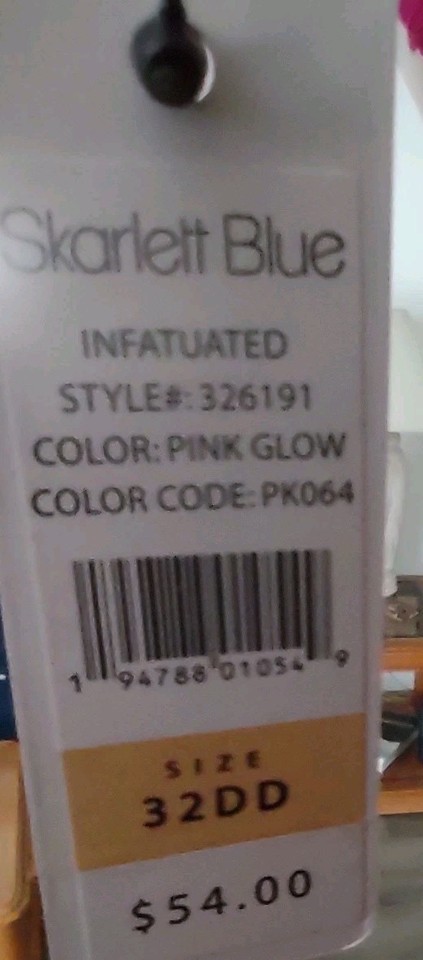 Skarlett Blue
INFATUATED
STYLE#: 326191
COLOR: PINK GLOW
COLOR CODE: PK064
1 94788 01054 9
SIZE
32DD
$54.00